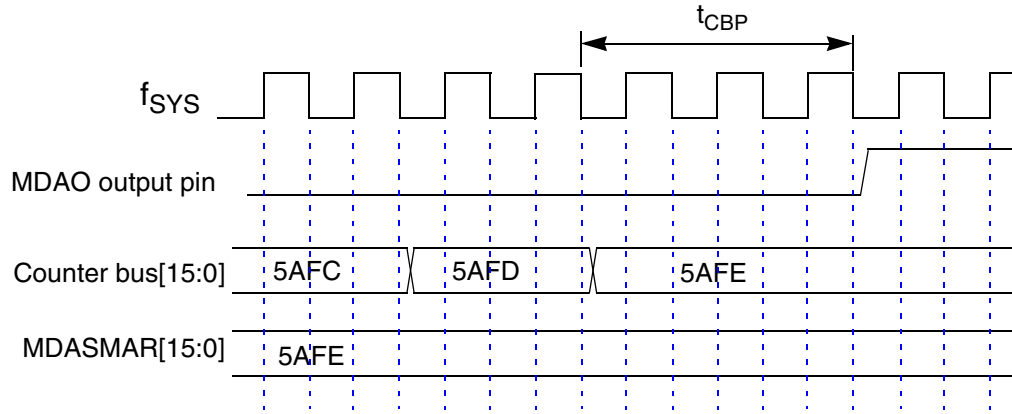 tCBP
fSYS
MDAO output pin
Counter bus[15:0] 5AFC 5AFD 5AFE
MDASMAR[15:0] 5AFE